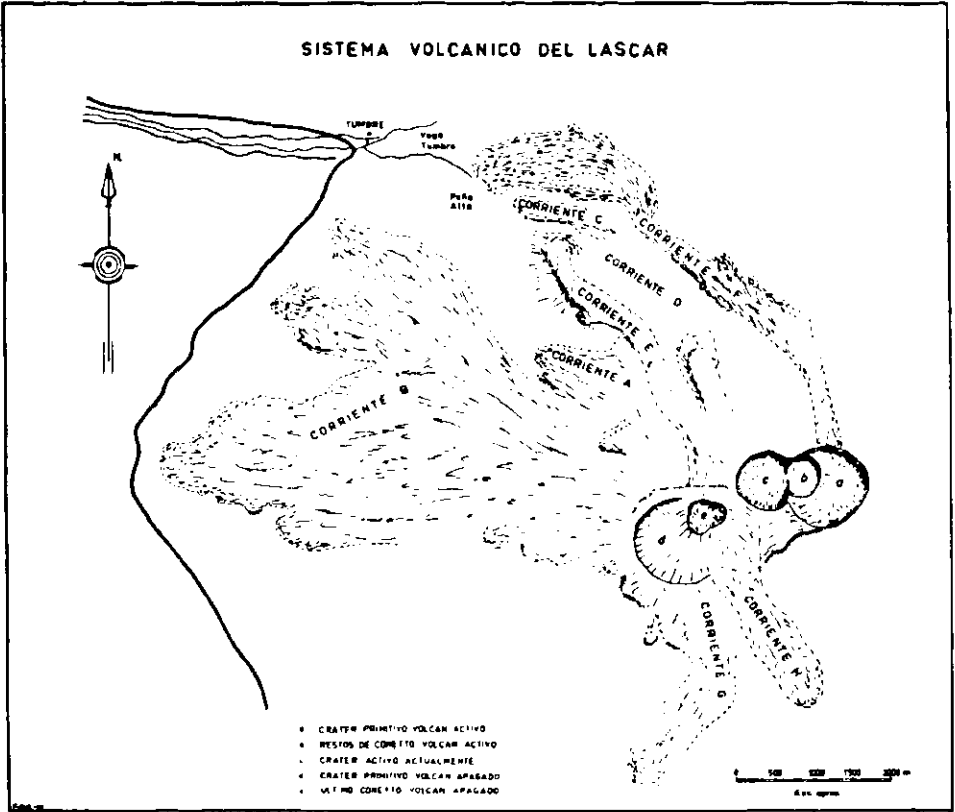 SISTEMA VOLCANICO DEL LASCAR
TUMBRE
Vega
Tumbre
N.
Peña
Alta
CORRIENTE C
CORRIENTE F
CORRIENTE D
CORRIENTE E
CORRIENTE A
CORRIENTE B
c
b
a
e
d
CORRIENTE G
CORRIENTE H
a CRATER PRIMITIVO VOLCAN ACTIVO
RESTOS DE CONETTO VOLCAN ACTIVO
CRATER ACTIVO ACTUALMENTE
d CRATER PRIMITIVO VOLCAN APAGADO
ULTIMO CONETTO VOLCAN APAGADO
0 500 1000 1500 2000 m